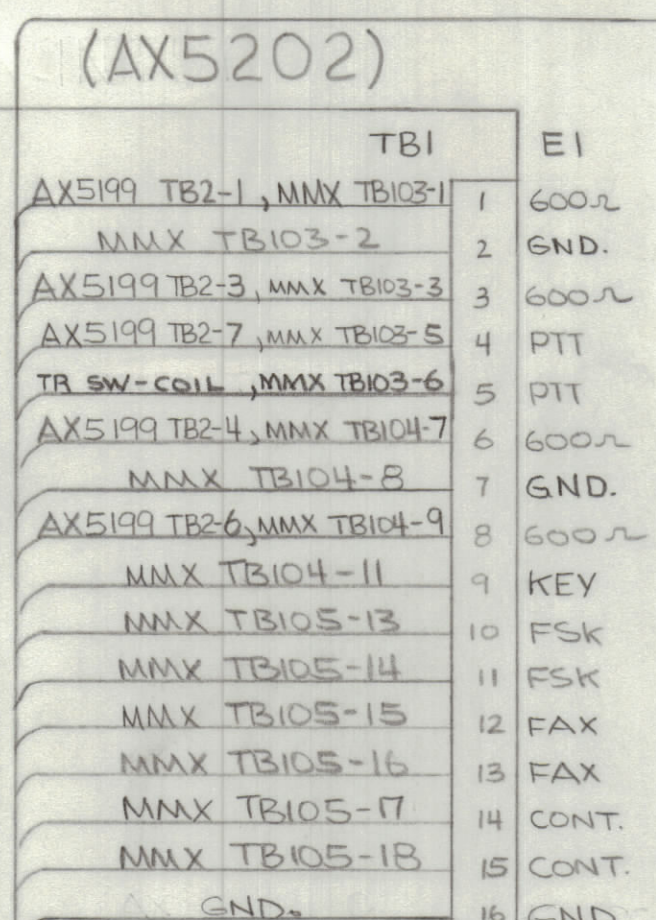 (AX5202)
TB1 E1
AX5199 TB2-1, MMX TB103-1 1 600Ω
MMX TB103-2 2 GND.
AX5199 TB2-3, MMX TB103-3 3 600Ω
AX5199 TB2-7, MMX TB103-5 4 PTT
TR SW-COIL, MMX TB103-6 5 PTT
AX5199 TB2-4, MMX TB104-7 6 600Ω
MMX TB104-8 7 GND.
AX5199 TB2-6, MMX TB104-9 8 600Ω
MMX TB104-11 9 KEY
MMX TB105-13 10 FSK
MMX TB105-14 11 FSK
MMX TB105-15 12 FAX
MMX TB105-16 13 FAX
MMX TB105-17 14 CONT.
MMX TB105-18 15 CONT.
GND. 16 GND